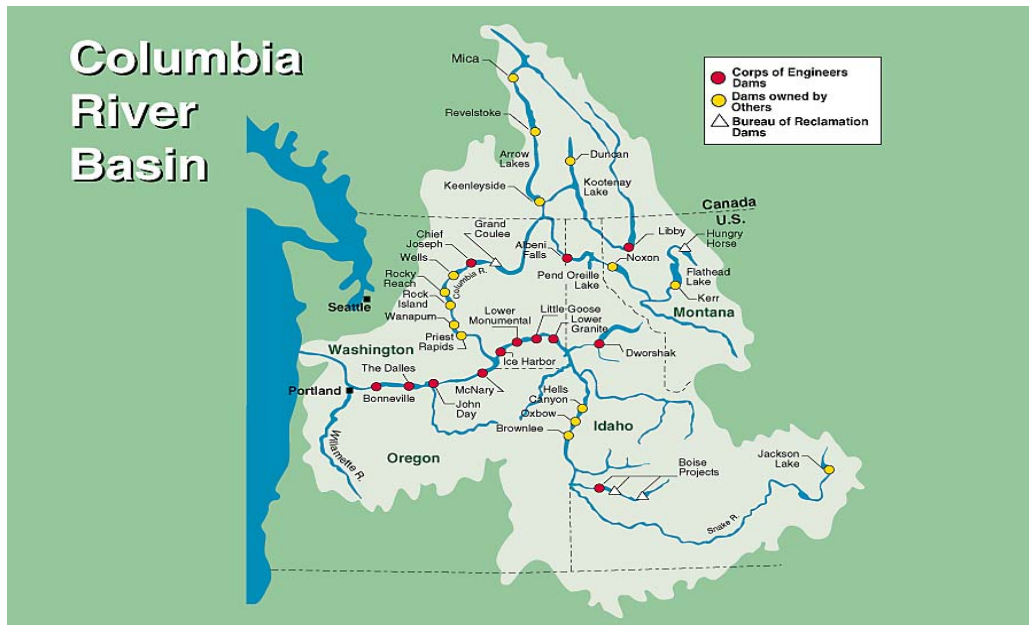 Columbia
River
Basin
Corps of Engineers
Dams
Dams owned by
Others
Bureau of Reclamation
Dams
Mica
Revelstoke
Arrow
Lakes
Duncan
Kootenay
Lake
Keenleyside
Canada
U.S.
Grand
Coulee
Chief
Joseph
Albeni
Falls
Libby
Hungry
Horse
Wells
Noxon
Columbia R.
Pend Oreille
Lake
Flathead
Lake
Rocky
Reach
Rock
Island
Kerr
Seattle
Wanapum
Montana
Lower
Monumental
Little Goose
Lower
Granite
Priest
Rapids
Washington
Ice Harbor
Dworshak
The Dalles
Portland
Bonneville
McNary
John
Day
Hells
Canyon
Oxbow
Brownlee
Idaho
Willamette R.
Oregon
Boise
Projects
Jackson
Lake
Snake R.